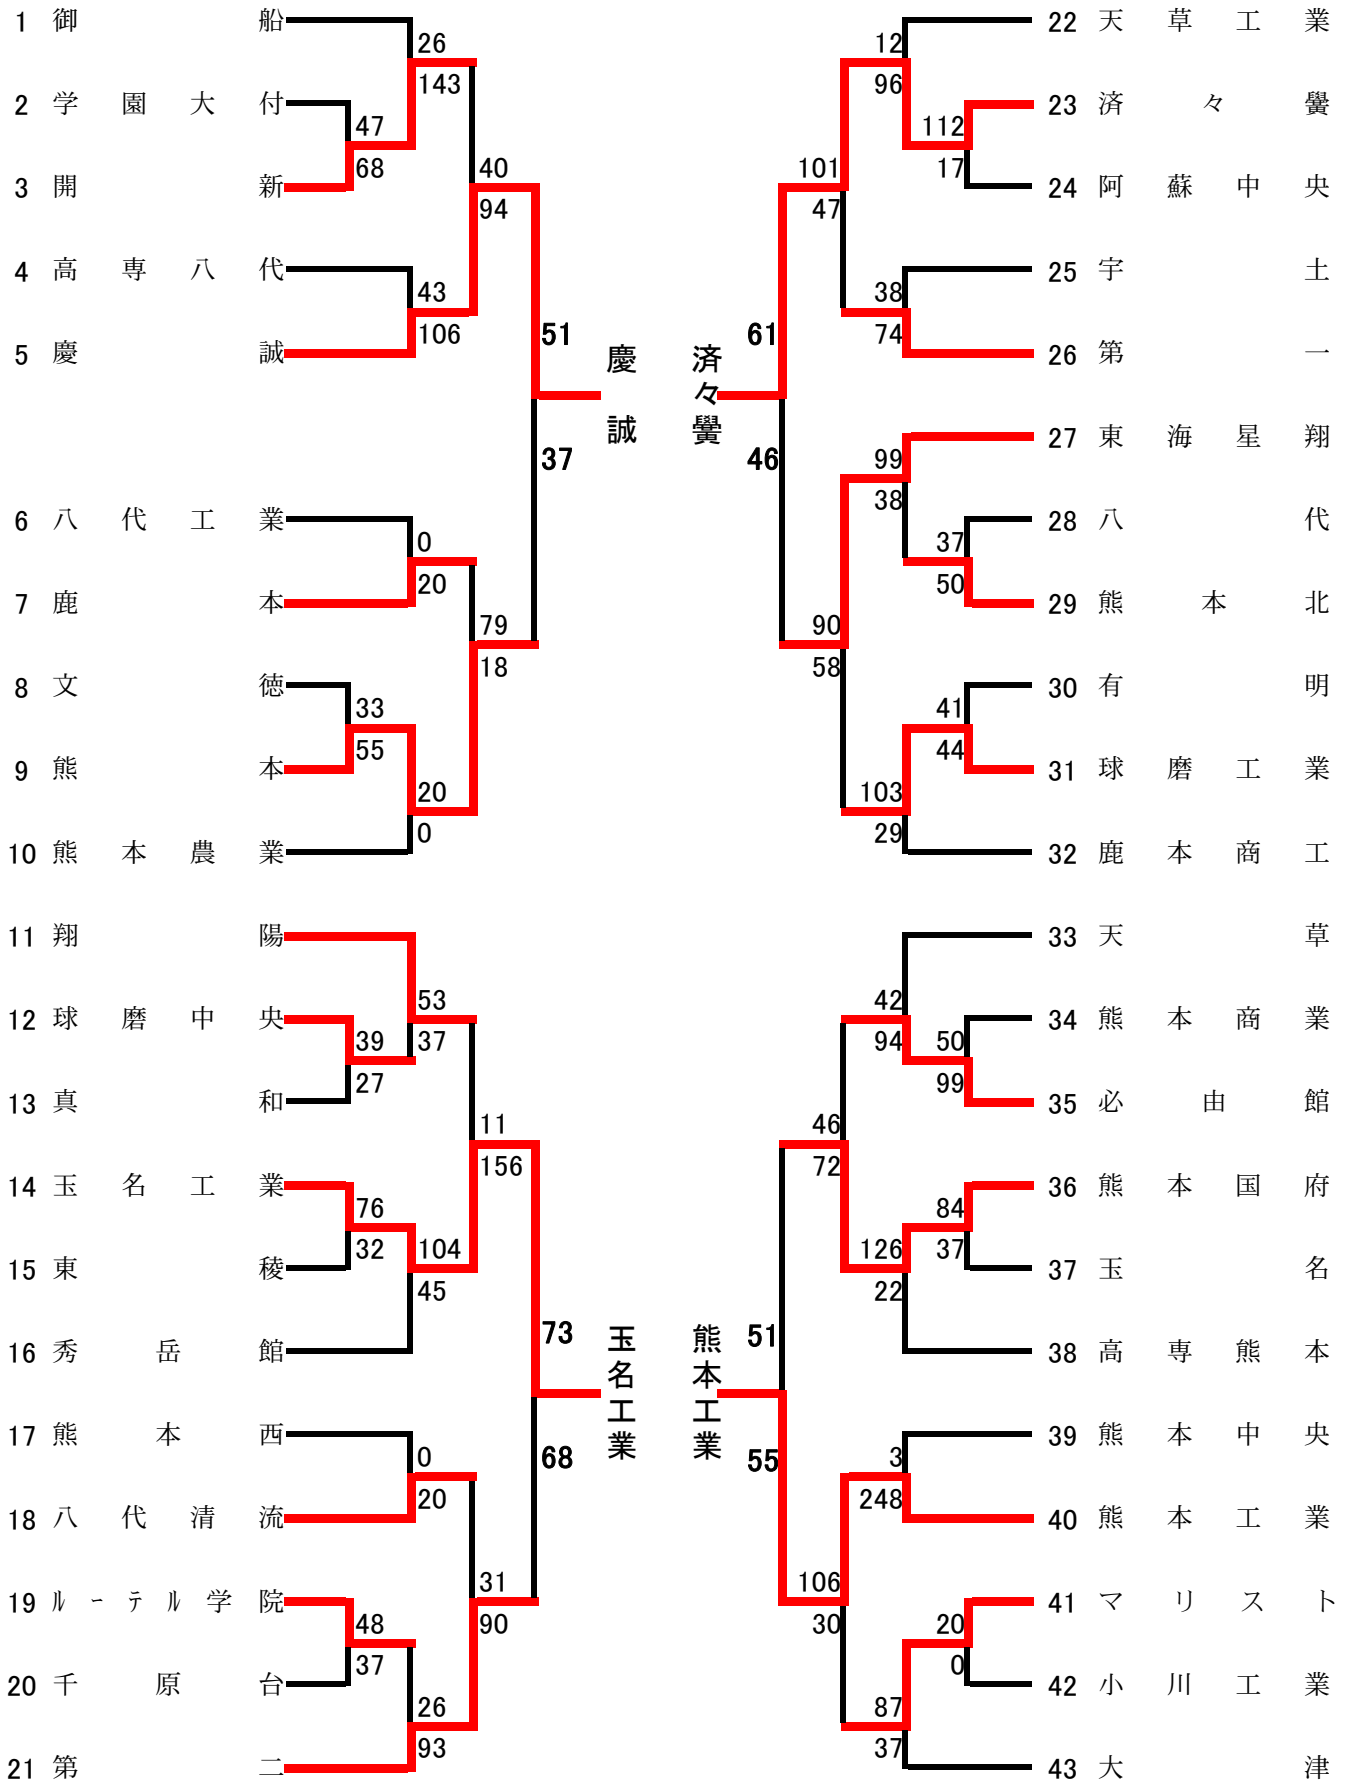 1 御船
26
143
2 学園大付
47
68
3 開新
40
94
4 高専八代
43
106
5 慶誠
51
慶誠
37
6 八代工業
0
20
7 鹿本
79
18
8 文徳
33
55
9 熊本
20
0
10 熊本農業
11 翔陽
53
37
12 球磨中央
39
27
13 真和
11
156
14 玉名工業
76
32
15 東稜
104
45
16 秀岳館
73
玉名工業
68
17 熊本西
0
20
18 八代清流
31
90
19 ルーテル学院
48
37
20 千原台
26
93
21 第二
22 天草工業
12
96
23 済々黌
112
17
24 阿蘇中央
101
47
25 宇土
38
74
26 第一
61
済々黌
46
27 東海星翔
99
38
28 八代
37
50
29 熊本北
90
58
30 有明
41
44
31 球磨工業
103
29
32 鹿本商工
33 天草
42
94
34 熊本商業
50
99
35 必由館
46
72
36 熊本国府
84
37
37 玉名
126
22
38 高専熊本
51
熊本工業
55
39 熊本中央
3
248
40 熊本工業
106
30
41 マリスト
20
0
42 小川工業
87
37
43 大津